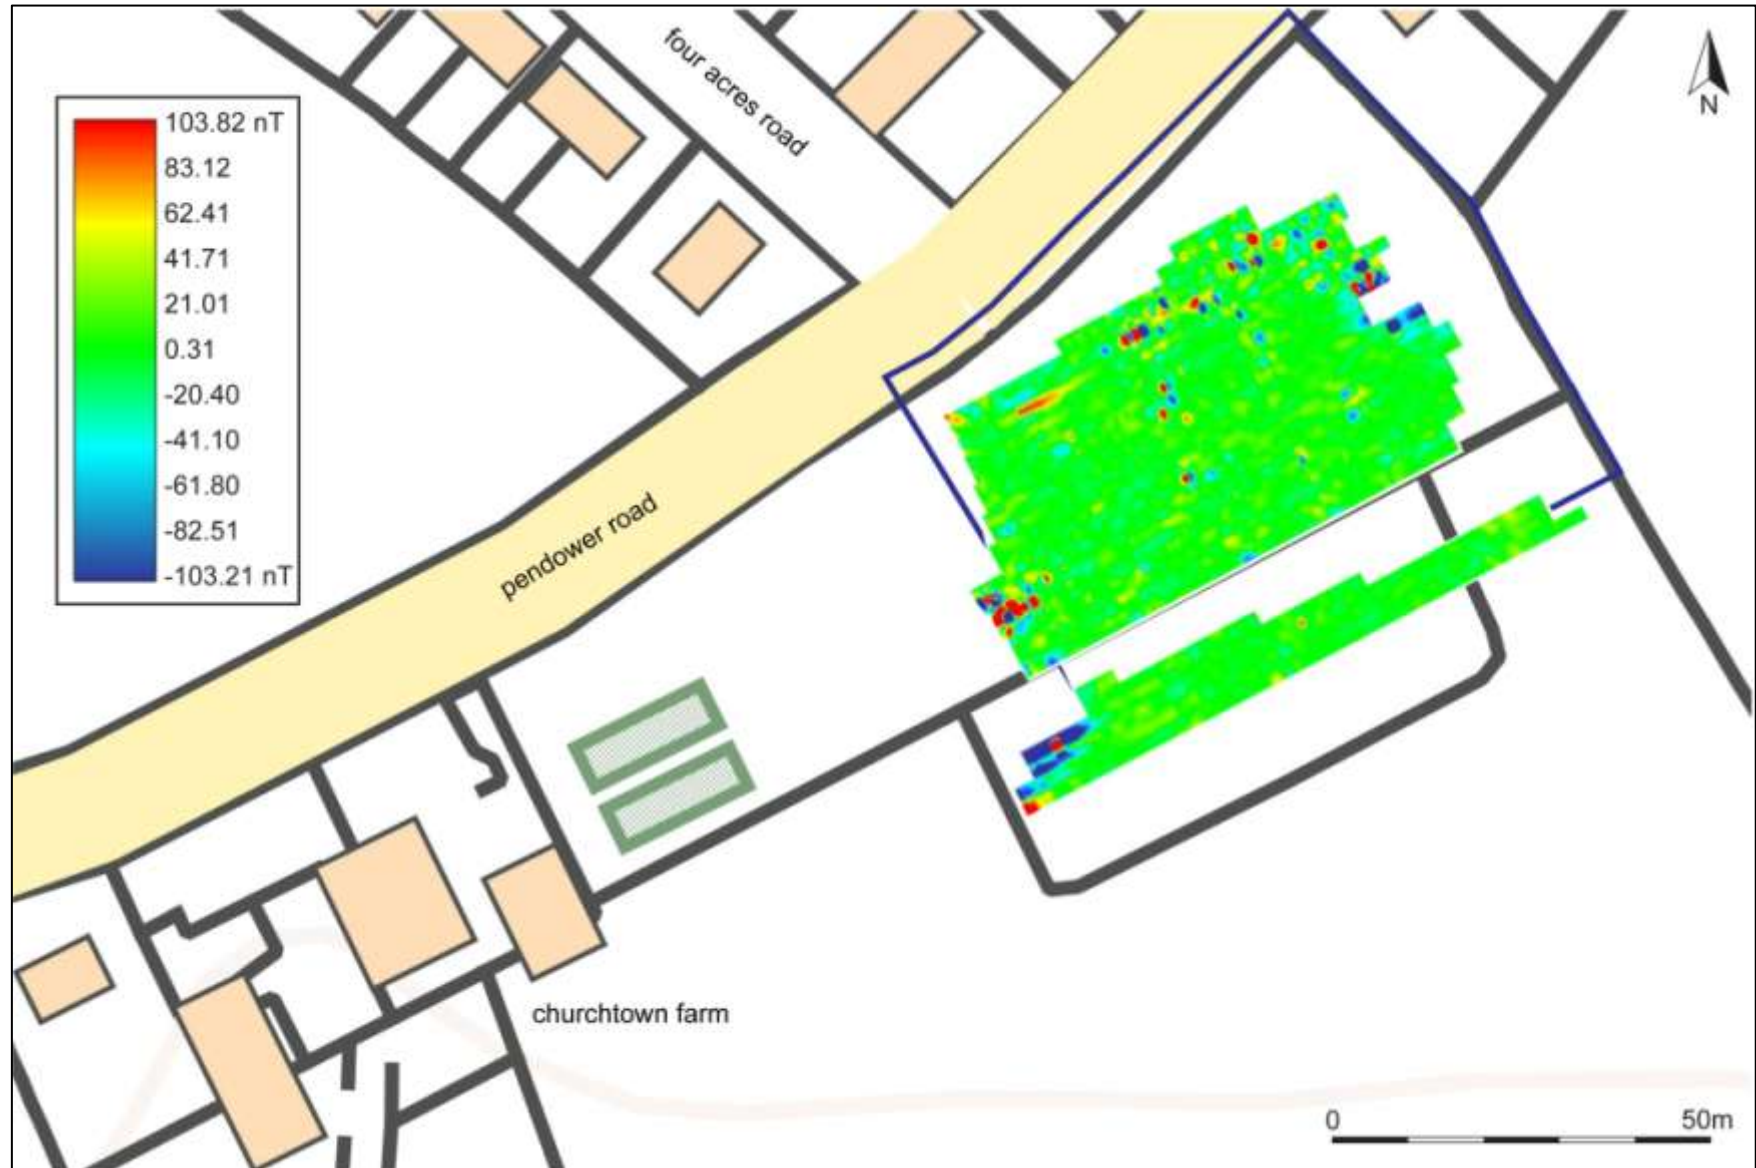 four acres road
N
103.82 nT
83.12
62.41
41.71
21.01
0.31
-20.40
-41.10
-61.80
-82.51
-103.21 nT
pendower road
churchtown farm
0 50m